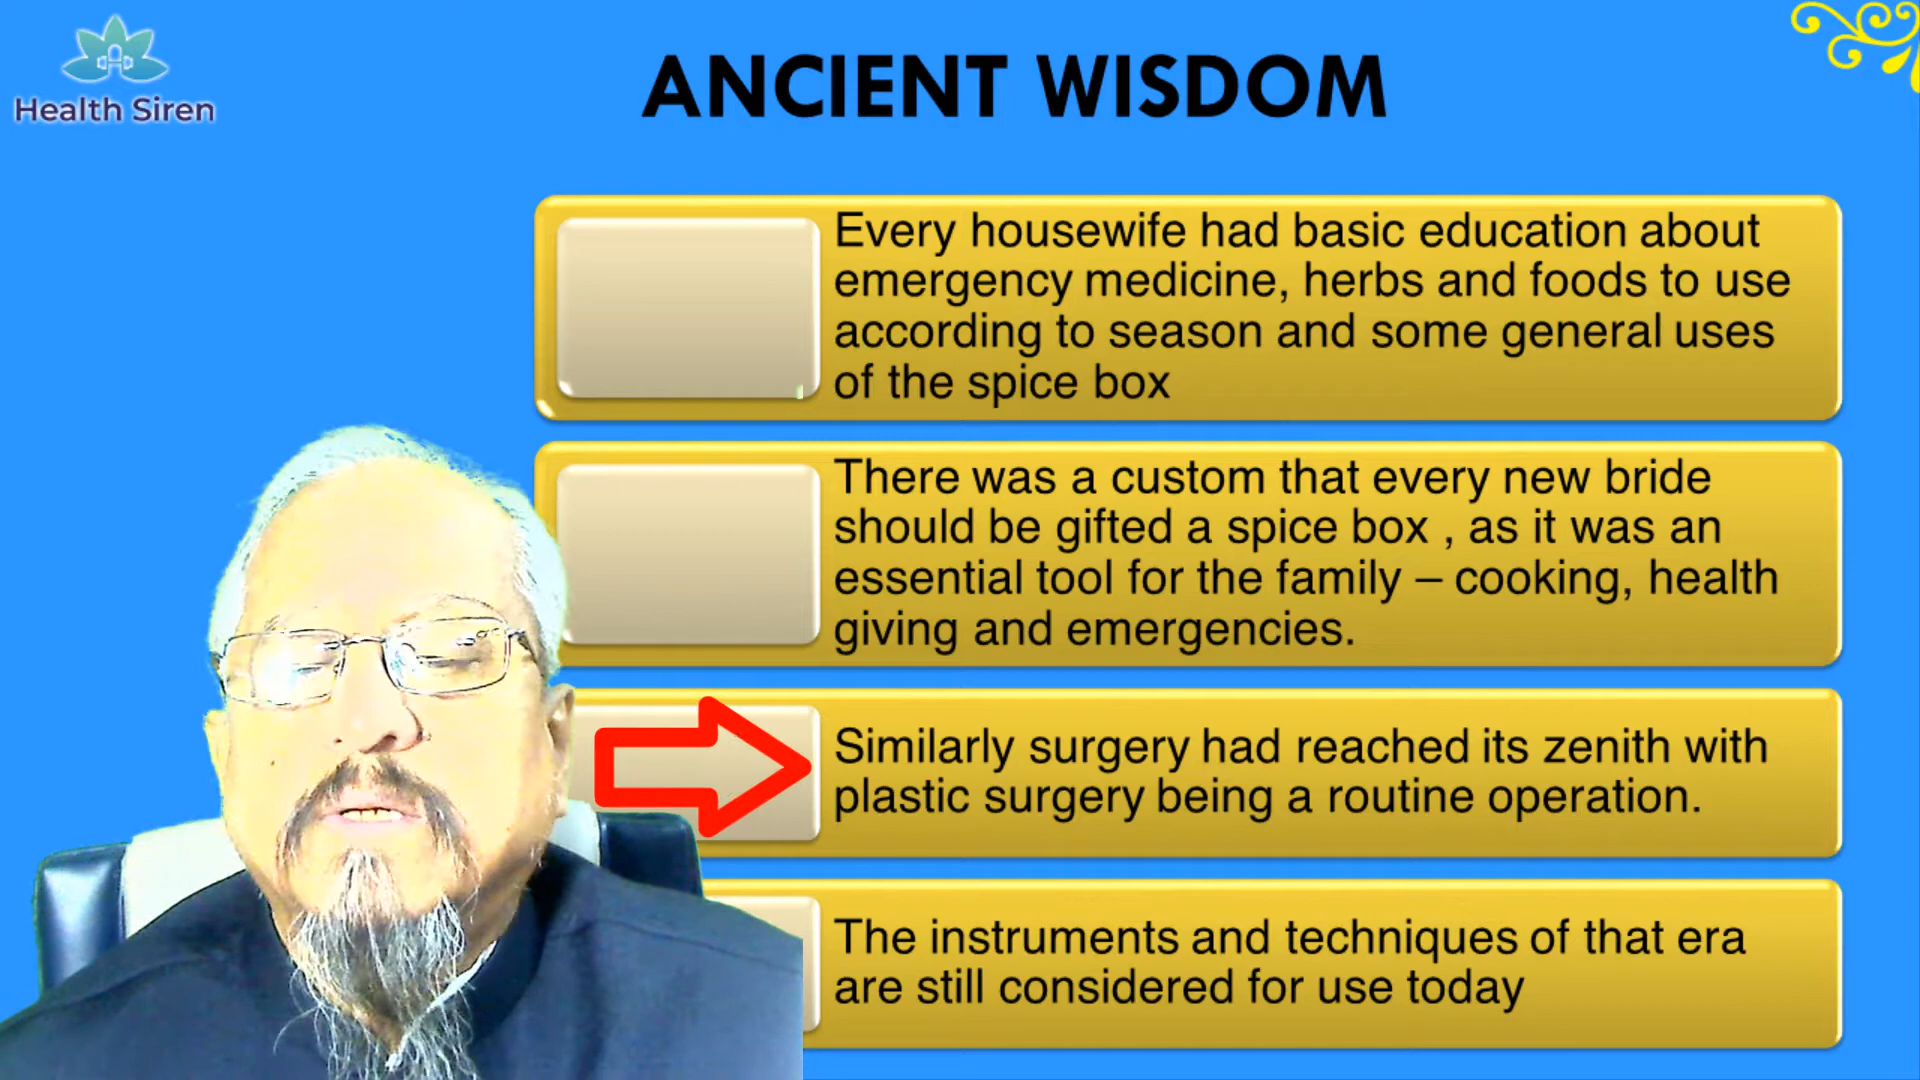 Health Siren
ANCIENT WISDOM
Every housewife had basic education about
emergency medicine, herbs and foods to use
according to season and some general uses
of the spice box
There was a custom that every new bride
should be gifted a spice box , as it was an
essential tool for the family – cooking, health
giving and emergencies.
Similarly surgery had reached its zenith with
plastic surgery being a routine operation.
The instruments and techniques of that era
are still considered for use today